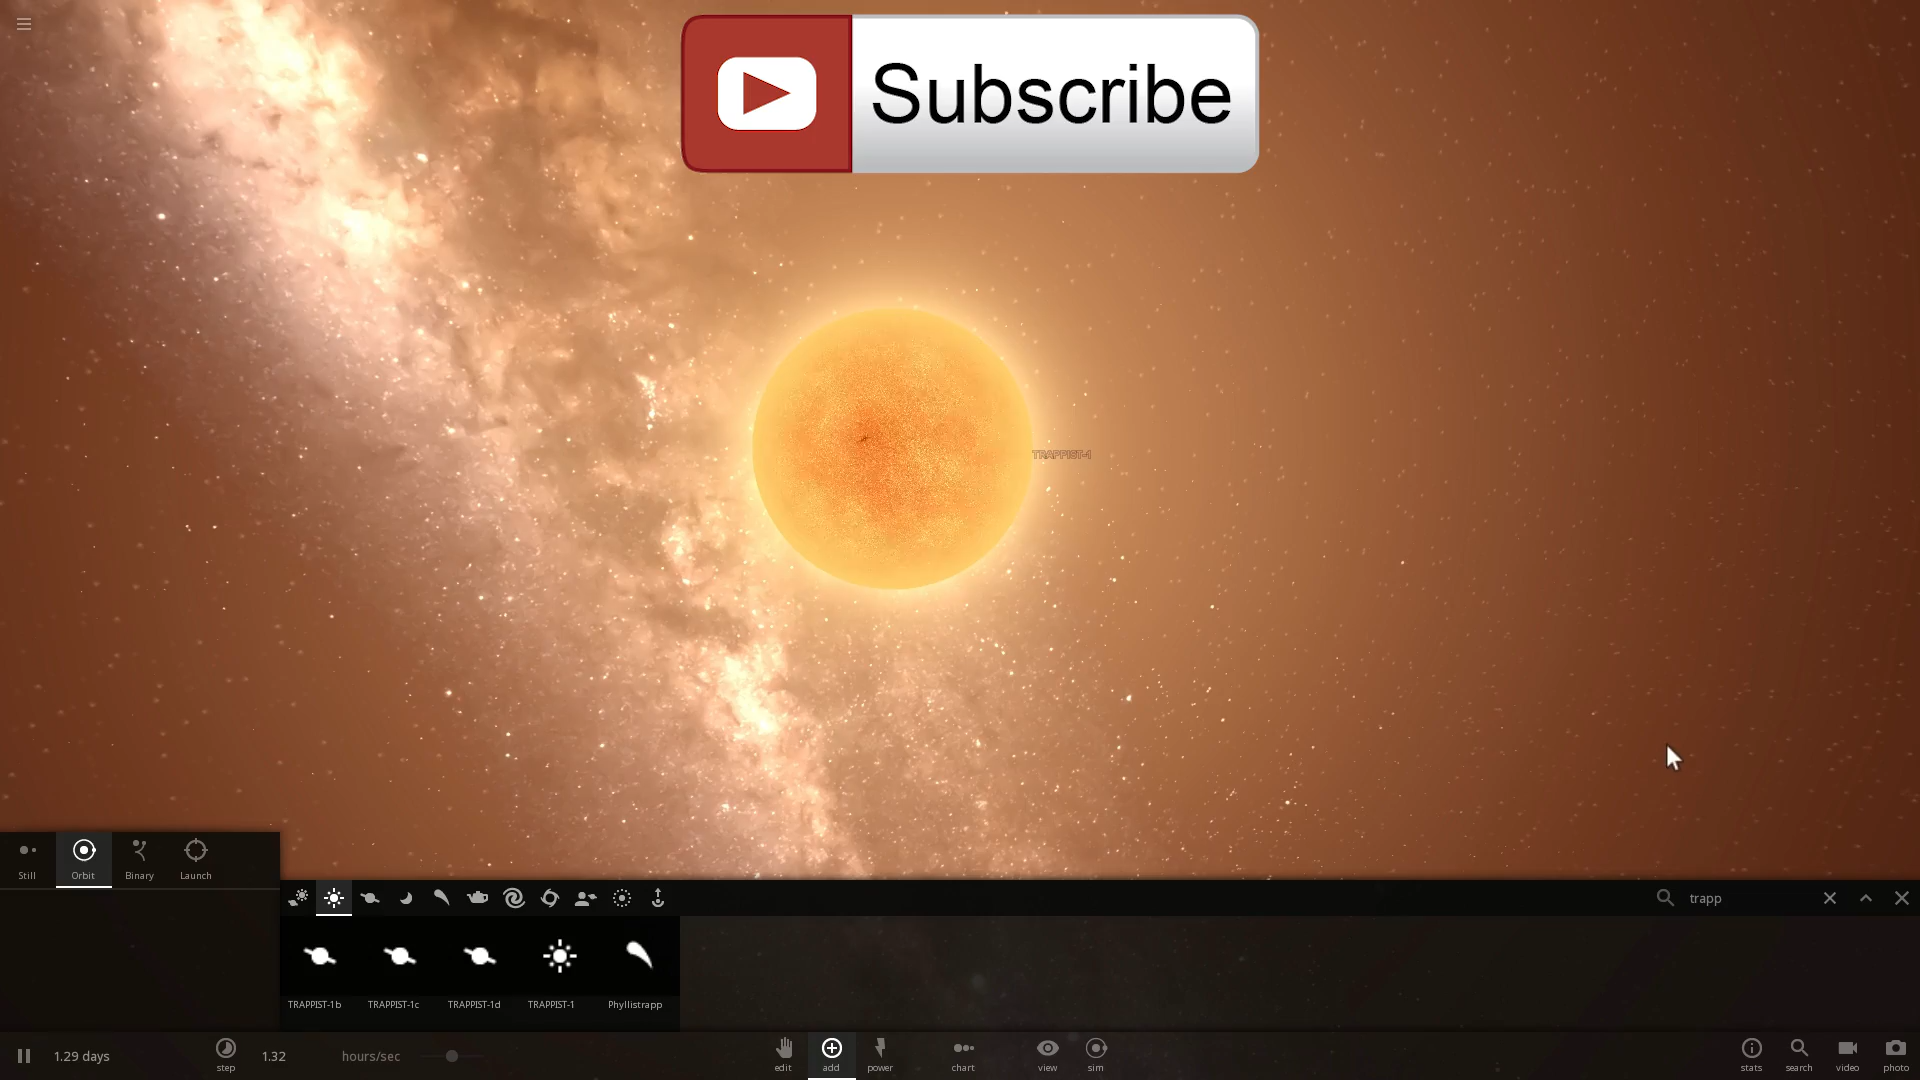 Subscribe
TRAPPIST-1
Still
Orbit
Binary
Launch
trapp
TRAPPIST-1b
TRAPPIST-1c
TRAPPIST-1d
TRAPPIST-1
Phyllistrapp
1.29 days
step
1.32
hours/sec
edit
add
power
chart
view
sim
stats
search
video
photo